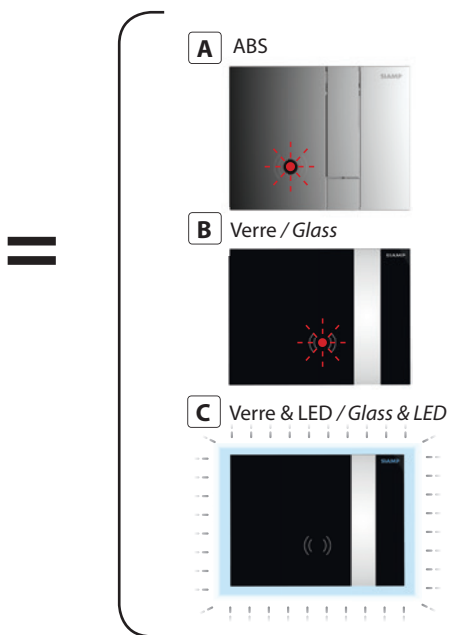 A ABS
SIAMP
B Verre / Glass
SIAMP
C Verre & LED / Glass & LED
SIAMP